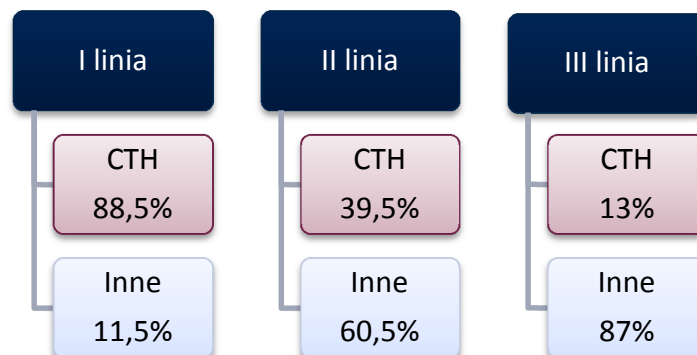 I linia
CTH
88,5%
Inne
11,5%
II linia
CTH
39,5%
Inne
60,5%
III linia
CTH
13%
Inne
87%